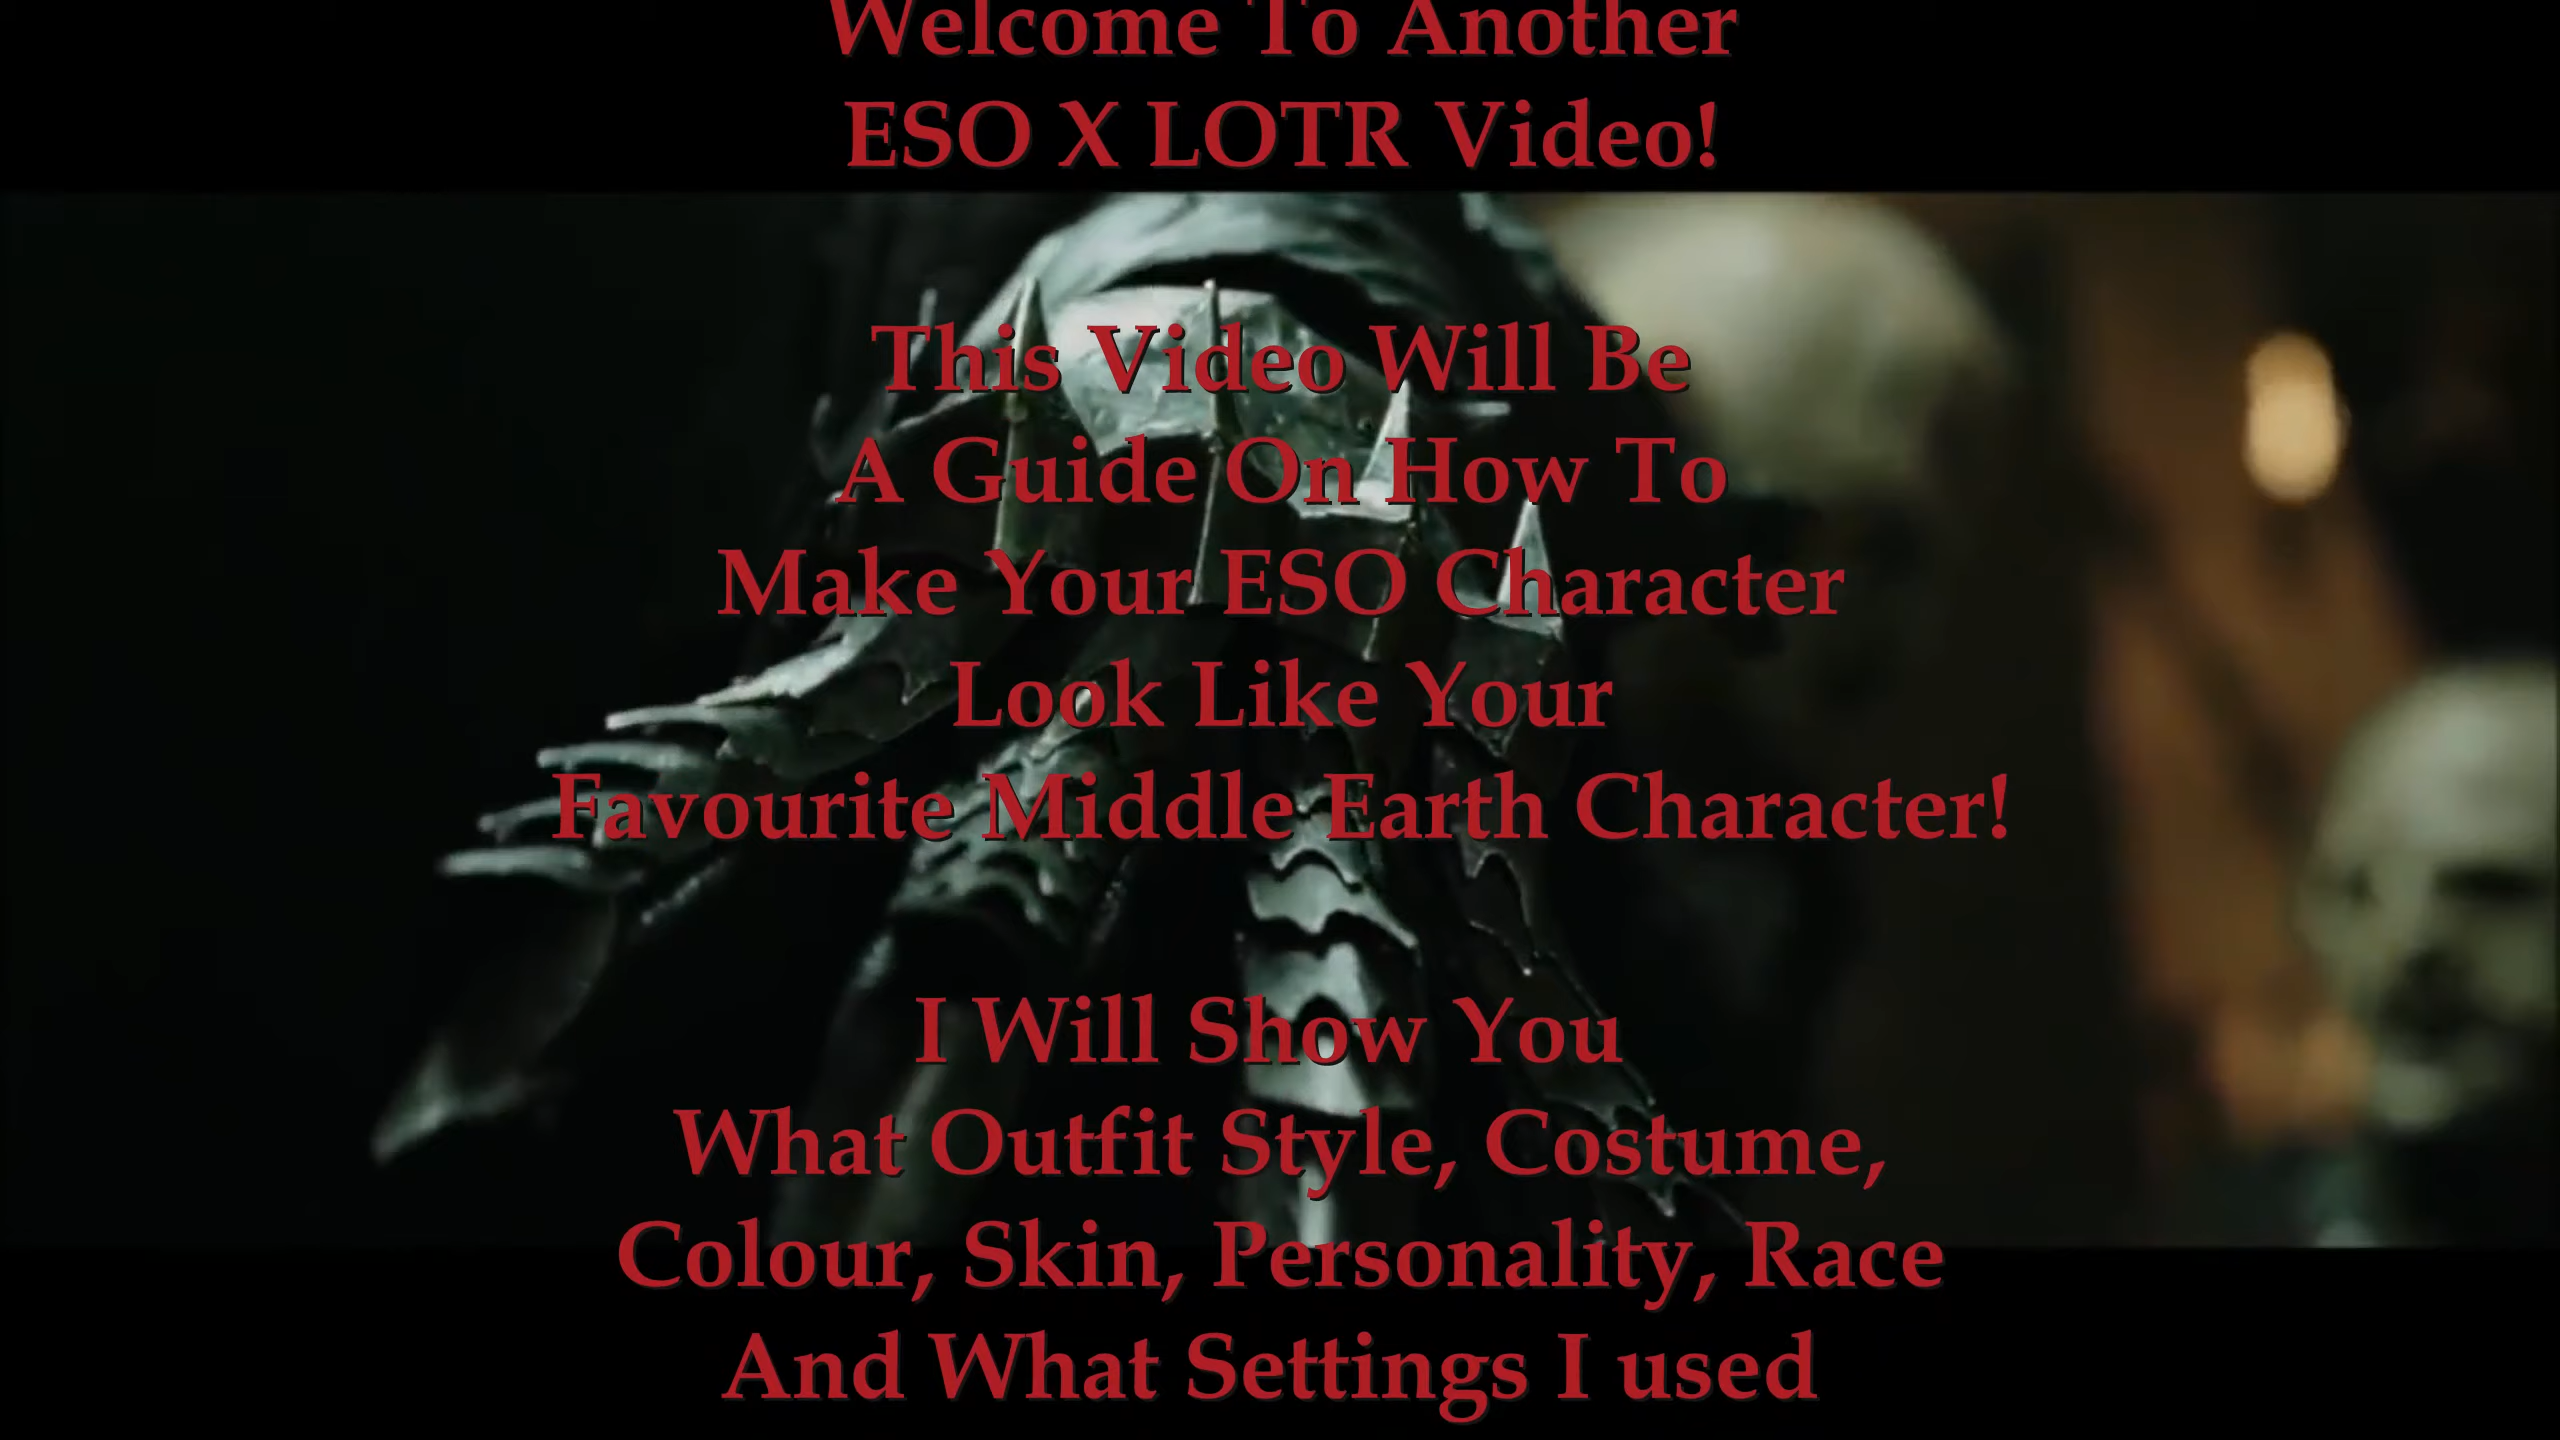 Welcome To Another
ESO X LOTR Video!
This Video Will Be
A Guide On How To
Make Your ESO Character
Look Like Your
Favourite Middle Earth Character!
I Will Show You
What Outfit Style, Costume,
Colour, Skin, Personality, Race
And What Settings I used